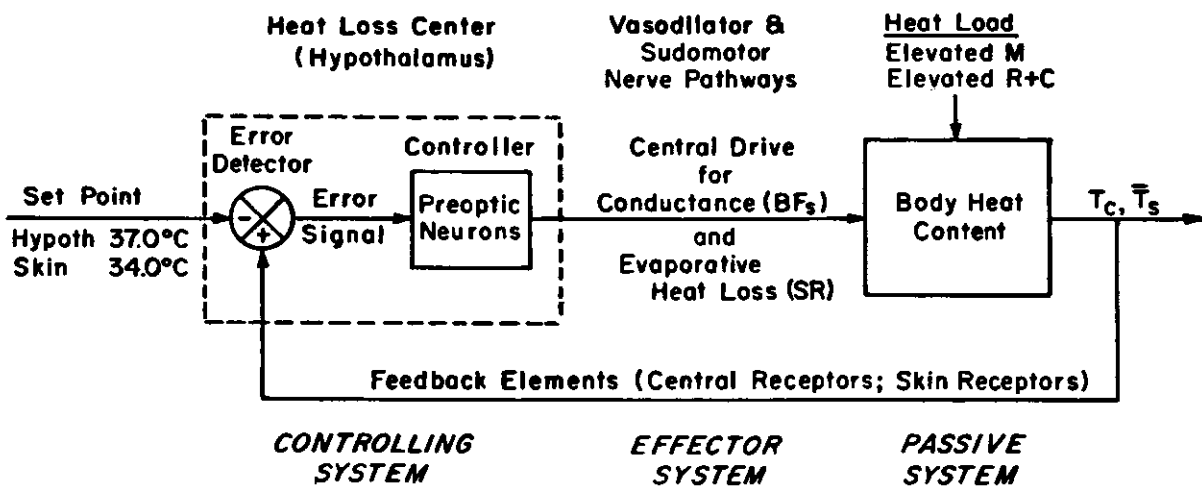 Heat Loss Center
(Hypothalamus)
Vasodilator &
Sudomotor
Nerve Pathways
Heat Load
Elevated M
Elevated R+C
Error
Detector
Controller
Central Drive
for
Conductance (BFs)
and
Evaporative
Heat Loss (SR)
Set Point
Hypoth 37.0°C
Skin 34.0°C
-
+
Error
Signal
Preoptic
Neurons
Body Heat
Content
Tc, T̿s
Feedback Elements (Central Receptors; Skin Receptors)
CONTROLLING
SYSTEM
EFFECTOR
SYSTEM
PASSIVE
SYSTEM